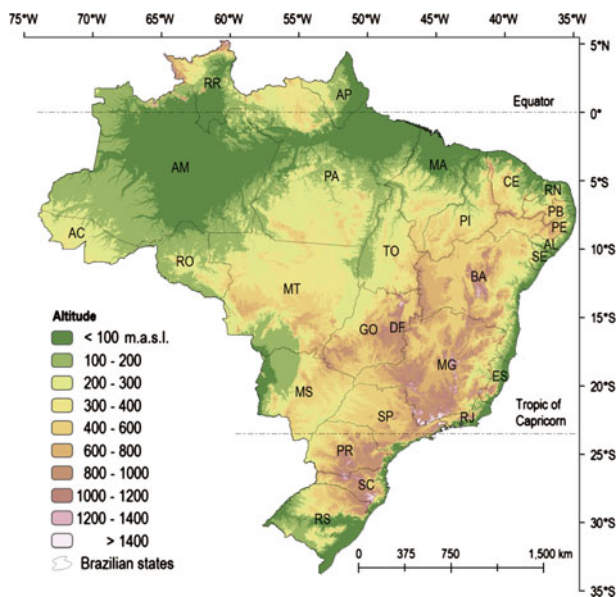 75°W 70°W 65°W 60°W 55°W 50°W 45°W 40°W 35°W
5°N
RR
AP
Equator
0°
AM
PA
MA
CE
RN
5°S
PB
PI
PE
AC
AL
TO
SE
10°S
RO
BA
MT
Altitude
15°S
GO
DF
< 100 m.a.s.l.
100 - 200
MG
200 - 300
ES
MS
20°S
300 - 400
SP
RJ
Tropic of
Capricorn
400 - 600
600 - 800
PR
25°S
800 - 1000
1000 - 1200
SC
1200 - 1400
RS
30°S
> 1400
Brazilian states
0 375 750 1,500 km
35°S